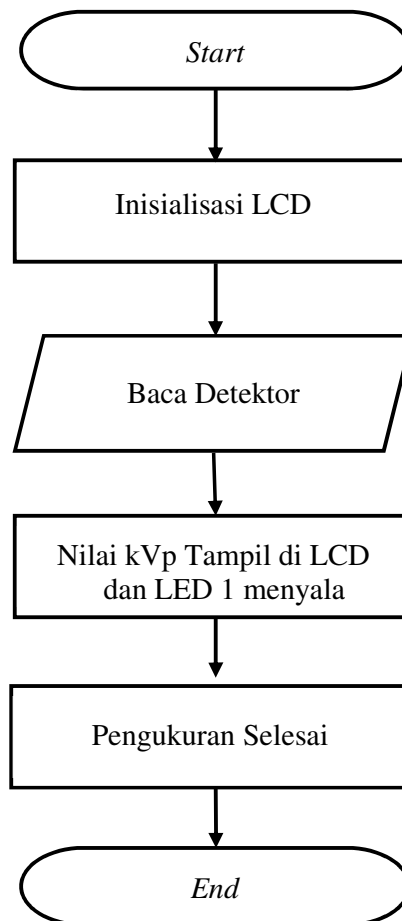 Start
Inisialisasi LCD
Baca Detektor
Nilai kVp Tampil di LCD
dan LED 1 menyala
Pengukuran Selesai
End